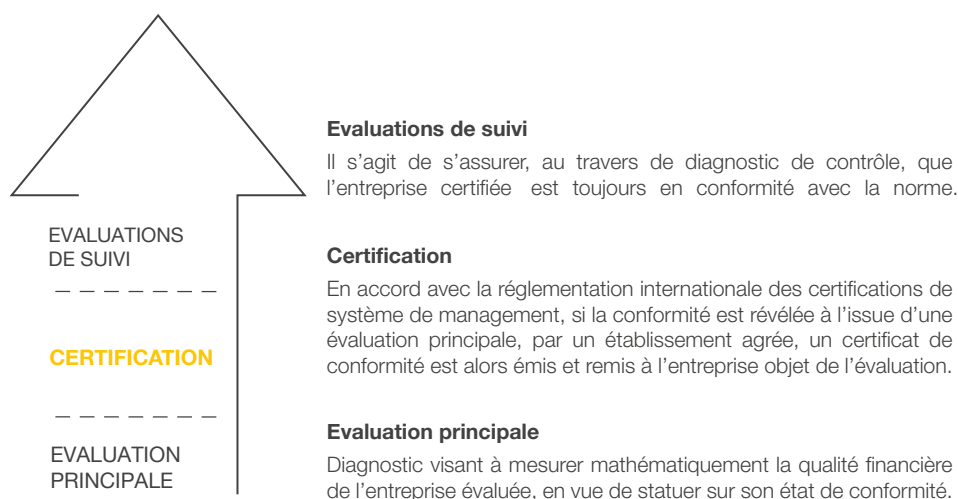 Evaluations de suivi
Il s’agit de s’assurer, au travers de diagnostic de contrôle, que
l’entreprise certifiée est toujours en conformité avec la norme.
EVALUATIONS
DE SUIVI
Certification
En accord avec la réglementation internationale des certifications de
système de management, si la conformité est révélée à l’issue d’une
évaluation principale, par un établissement agrée, un certificat de
conformité est alors émis et remis à l’entreprise objet de l’évaluation.
CERTIFICATION
Evaluation principale
Diagnostic visant à mesurer mathématiquement la qualité financière
de l’entreprise évaluée, en vue de statuer sur son état de conformité.
EVALUATION
PRINCIPALE